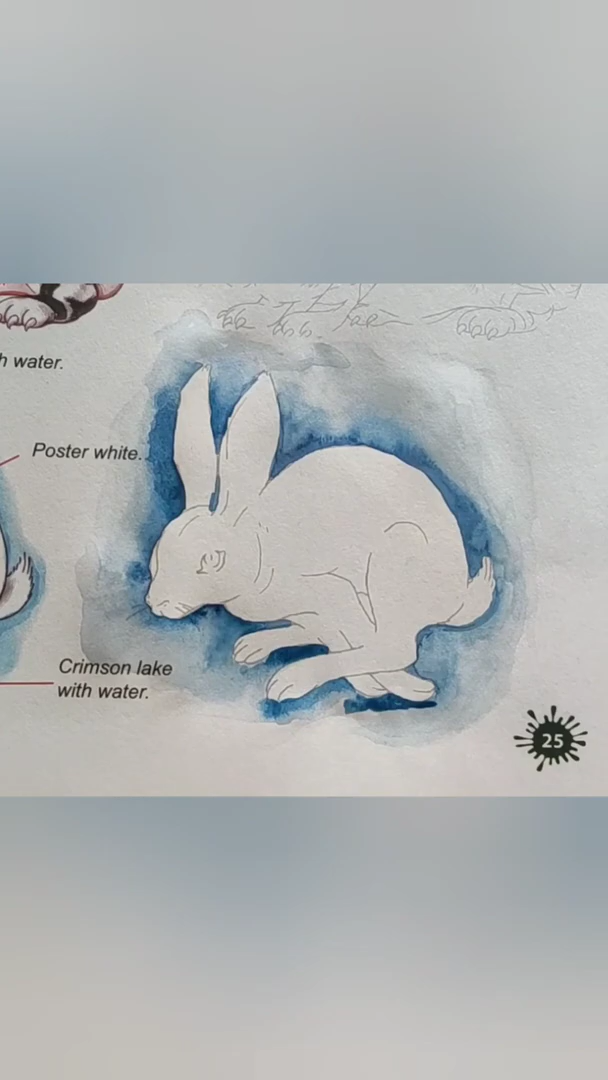 h water.
Poster white.
Crimson lake
with water.
25